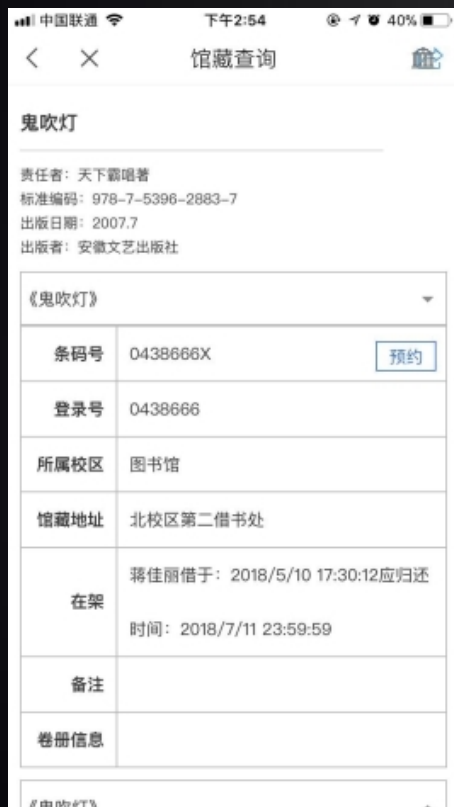 中国联通 下午2:54 40%
馆藏查询
鬼吹灯
责任者：天下霸唱著
标准编码：978-7-5396-2883-7
出版日期：2007.7
出版者：安徽文艺出版社
《鬼吹灯》
条码号 0438666X 预约
登录号 0438666
所属校区 图书馆
馆藏地址 北校区第二借书处
在架 蒋佳丽借于：2018/5/10 17:30:12应归还
时间：2018/7/11 23:59:59
备注
卷册信息
《鬼吹灯》